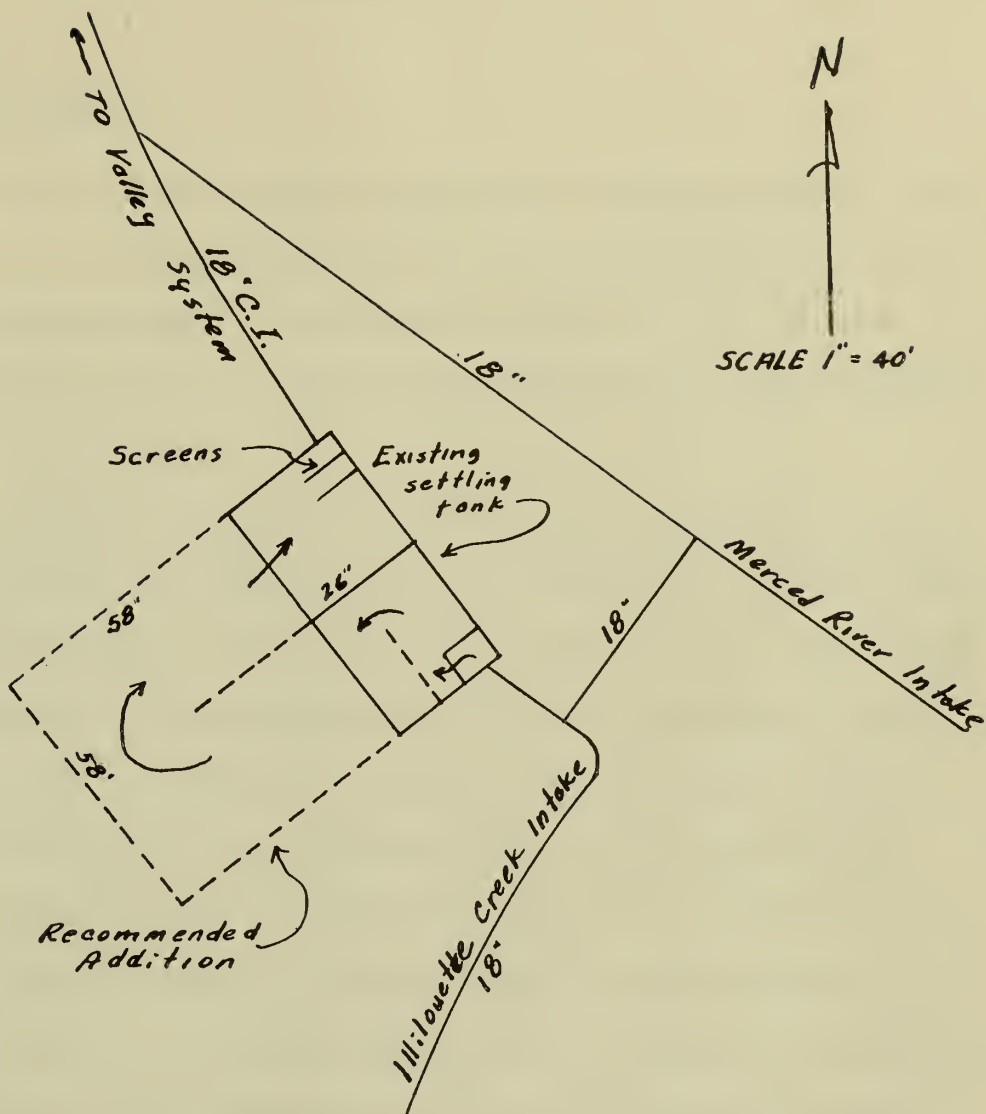 N
SCALE 1" = 40'
← TO Valley System
18" C.I.
18"
Screens
Existing
settling
tank
26"
58"
58'
18"
Merced River Intake
Recommended
Addition
Illilouette Creek Intake
18"